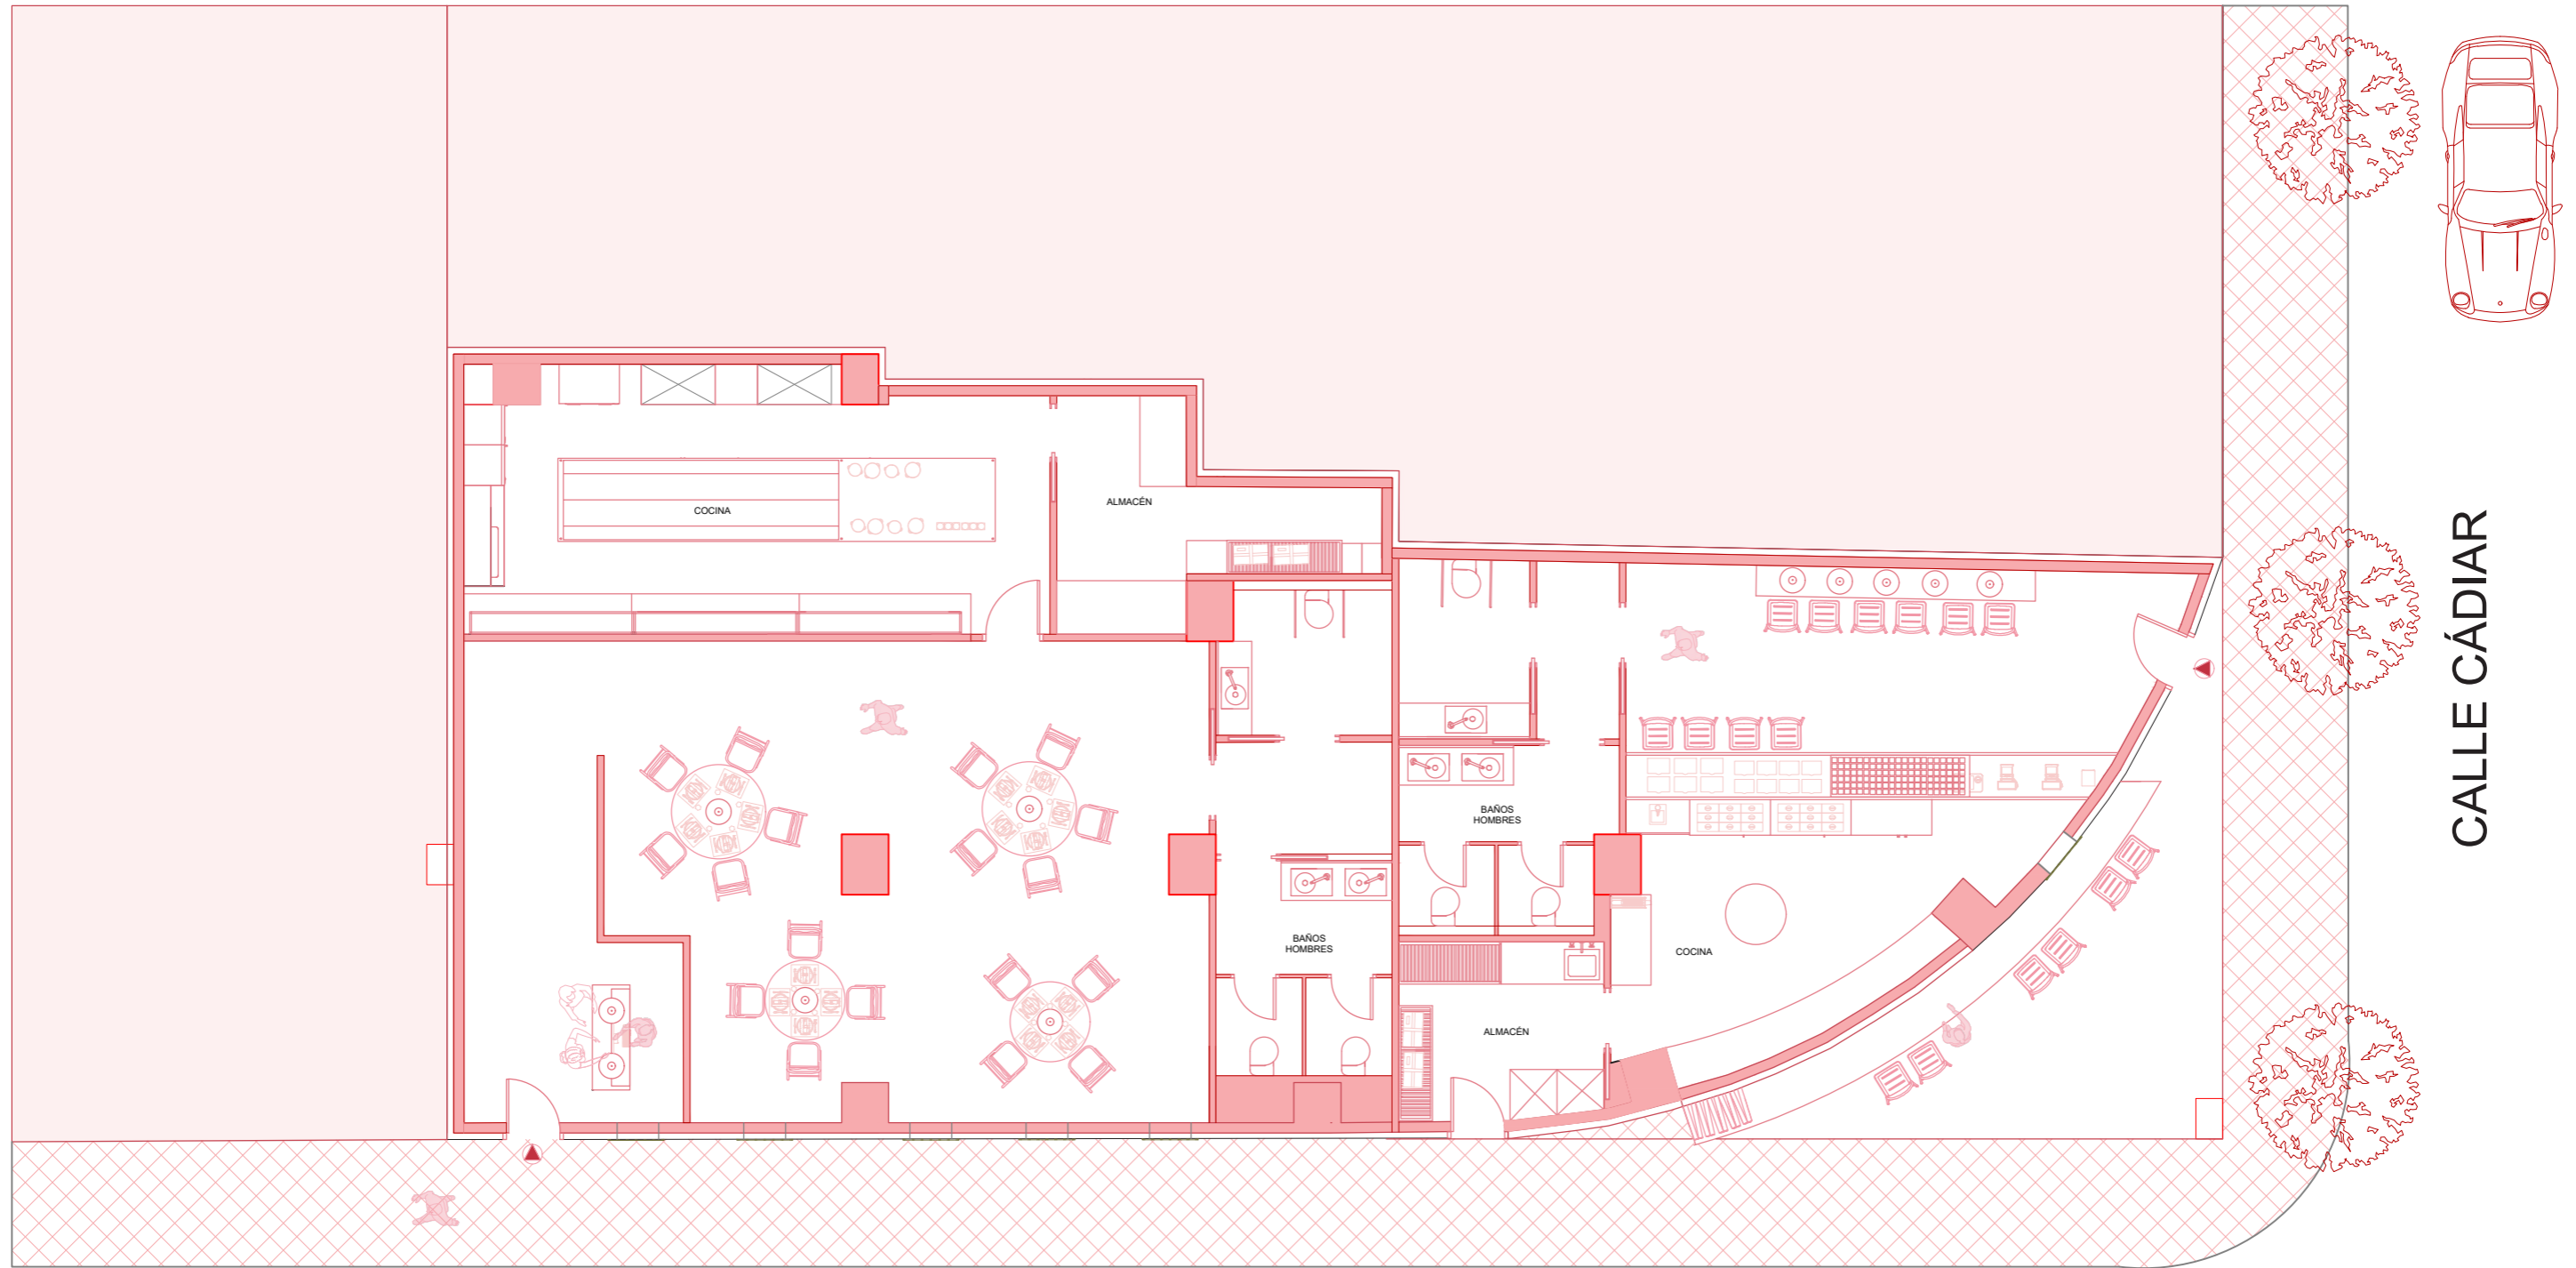 COCINA
ALMACÉN
BAÑOS
HOMBRES
BAÑOS
HOMBRES
COCINA
ALMACÉN
CALLE CÁDIAR